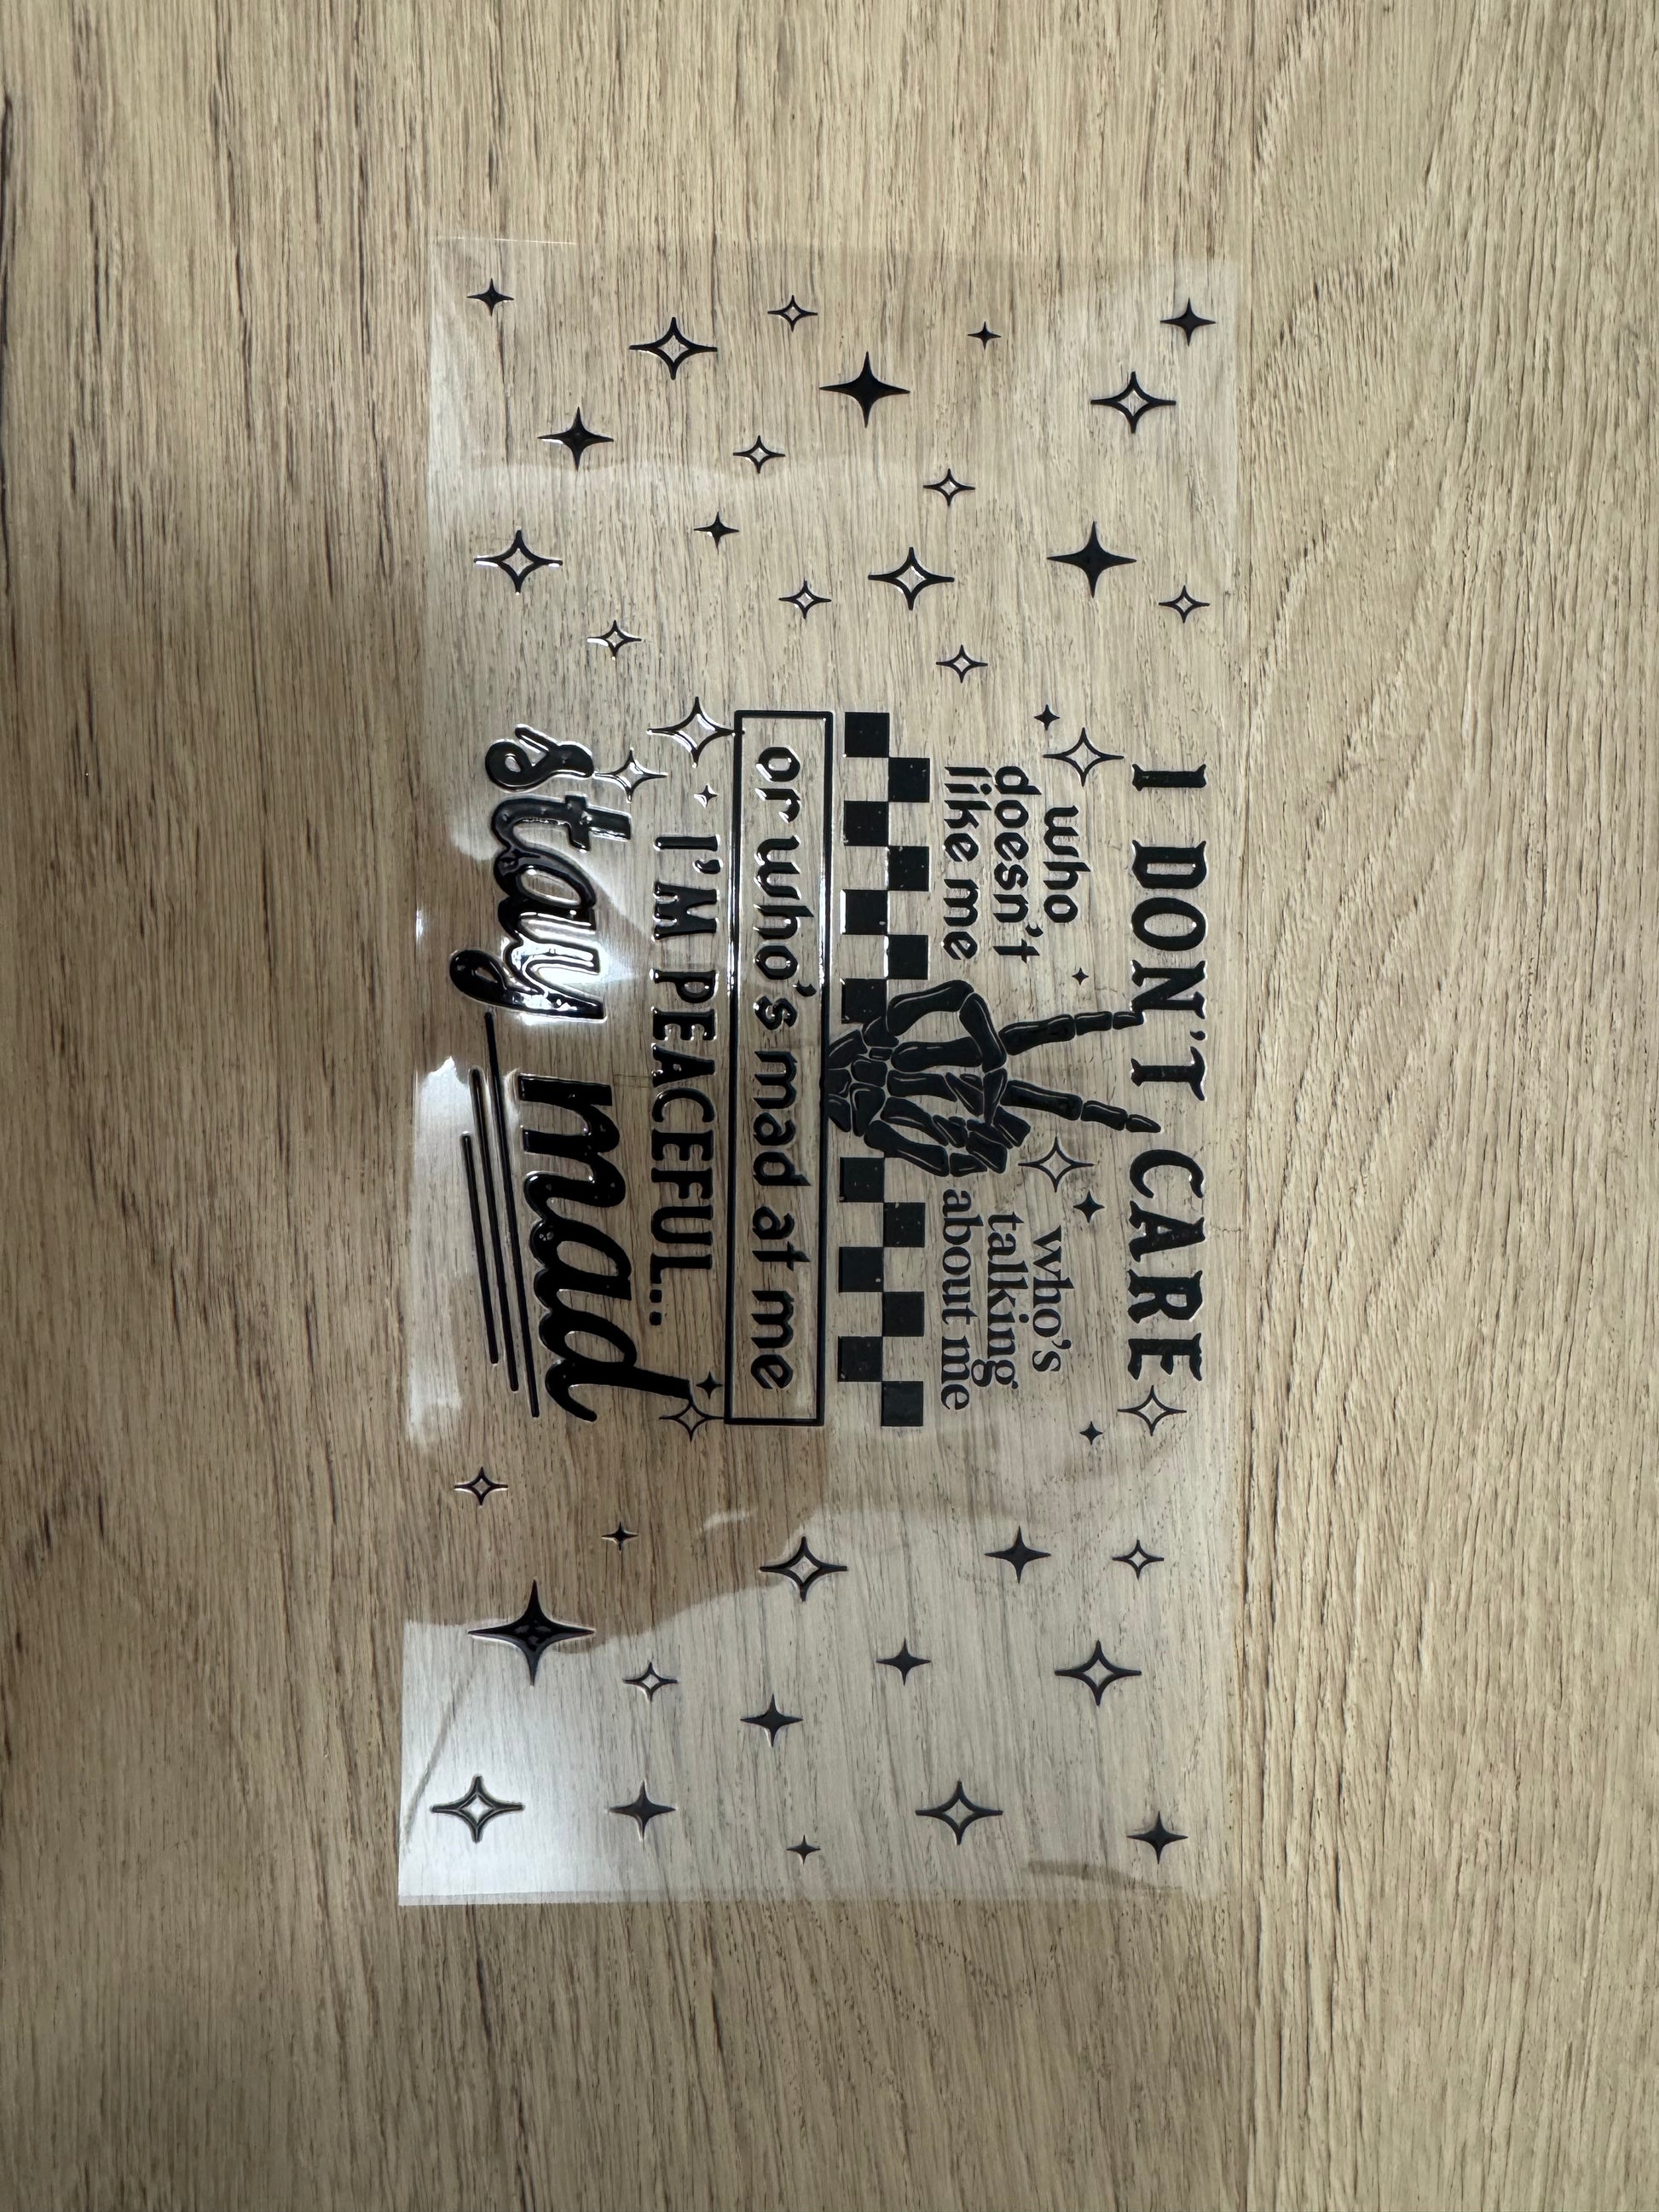 I DON'T CARE
who
doesn't
like me
who's
talking
about me
or who's mad at me
I'M PEACEFUL...
stay mad